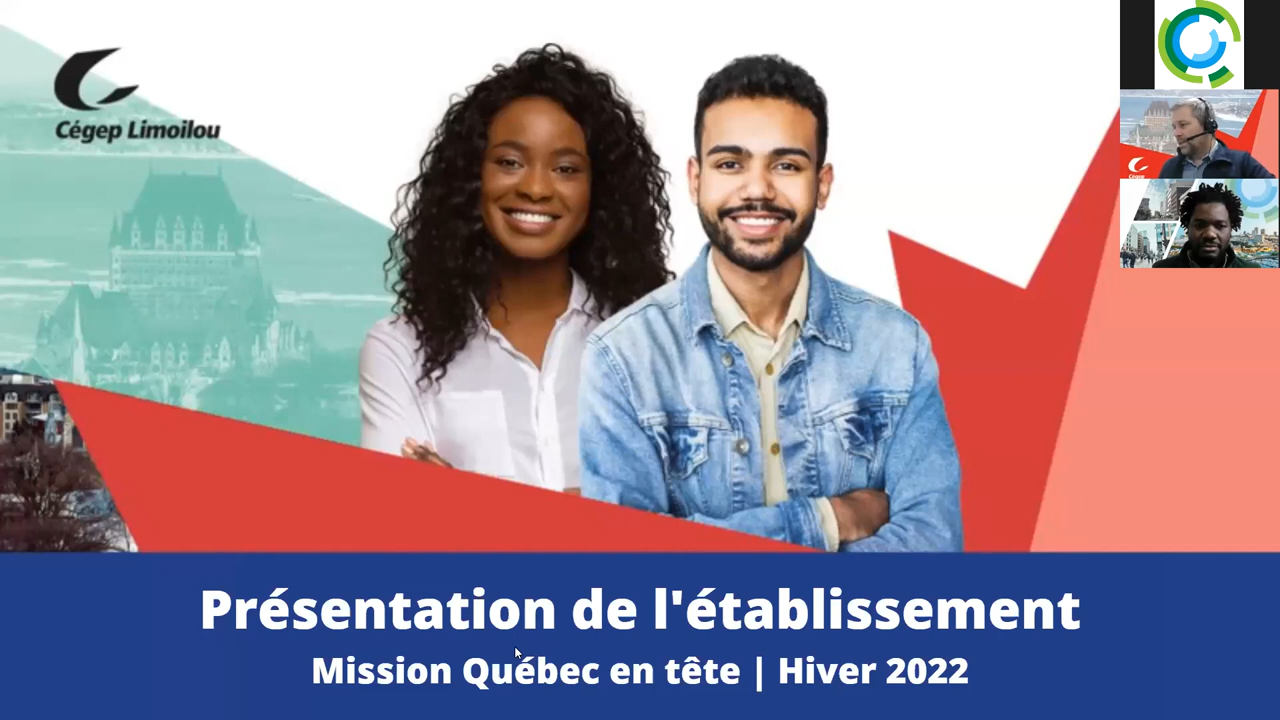 Cégep Limoilou
Présentation de l'établissement
Mission Québec en tête | Hiver 2022